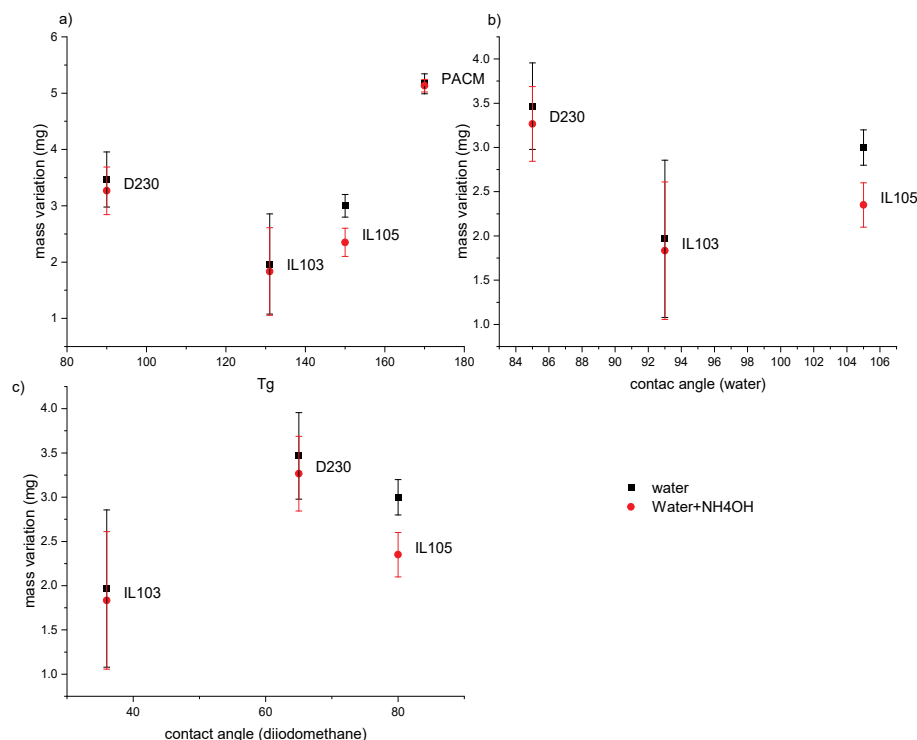 a)
6
5
4
3
2
1
mass variation (mg)
PACM
D230
IL105
IL103
80 100 120 140 160 180
Tg
b)
4.0
3.5
3.0
2.5
2.0
1.5
1.0
mass variation (mg)
D230
IL105
IL103
84 86 88 90 92 94 96 98 100 102 104 106
contac angle (water)
c)
4.0
3.5
3.0
2.5
2.0
1.5
1.0
mass variation (mg)
D230
IL105
IL103
40 60 80
contact angle (diiodomethane)
water
Water+NH4OH